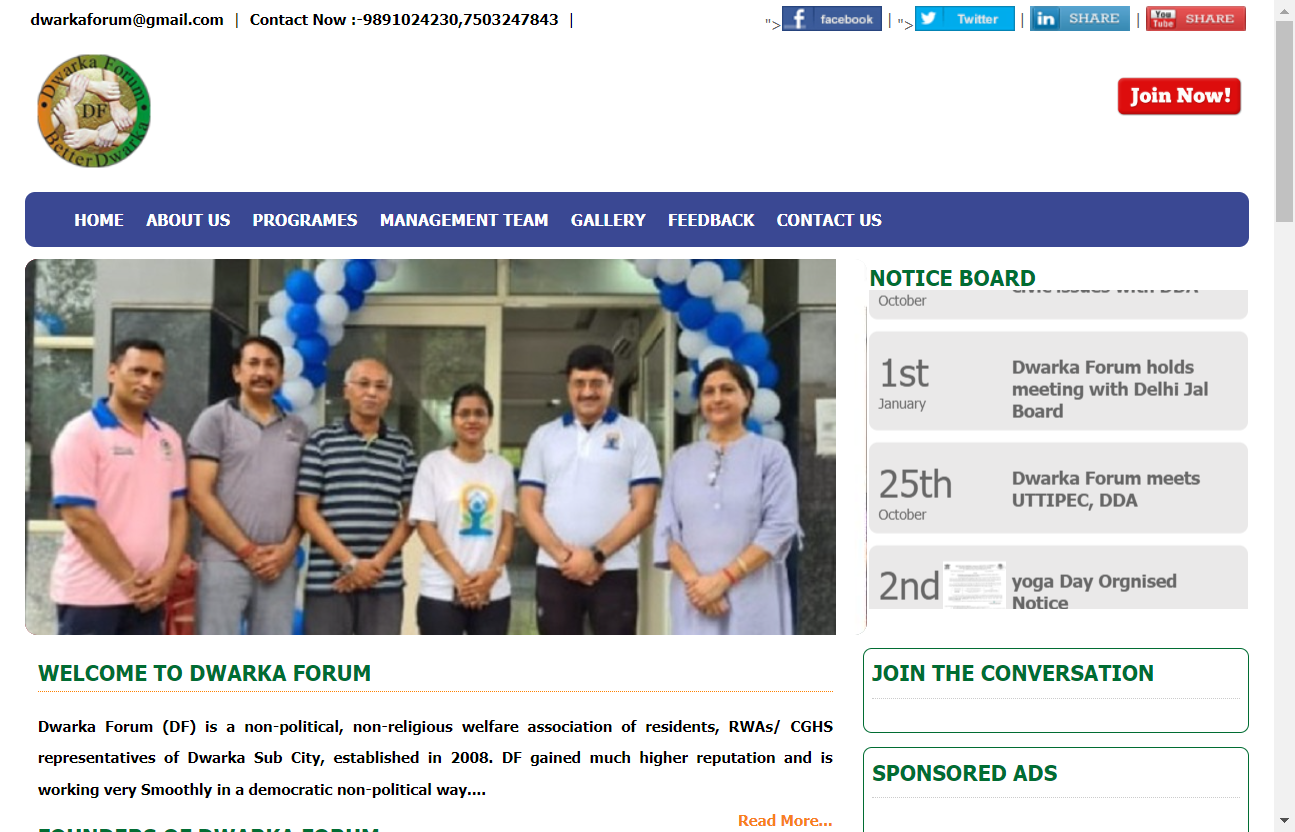 dwarkaforum@gmail.com | Contact Now :-9891024230,7503247843 |
"> facebook | "> Twitter | in SHARE | You Tube SHARE
Dwarka Forum
DF
Better Dwarka
Join Now!
HOME ABOUT US PROGRAMES MANAGEMENT TEAM GALLERY FEEDBACK CONTACT US
NOTICE BOARD
civic issues with DDA
October
1st
January
Dwarka Forum holds
meeting with Delhi Jal
Board
25th
October
Dwarka Forum meets
UTTIPEC, DDA
2nd
yoga Day Orgnised
Notice
WELCOME TO DWARKA FORUM
Dwarka Forum (DF) is a non-political, non-religious welfare association of residents, RWAs/ CGHS
representatives of Dwarka Sub City, established in 2008. DF gained much higher reputation and is
working very Smoothly in a democratic non-political way....
Read More...
FOUNDERS OF DWARKA FORUM
JOIN THE CONVERSATION
SPONSORED ADS